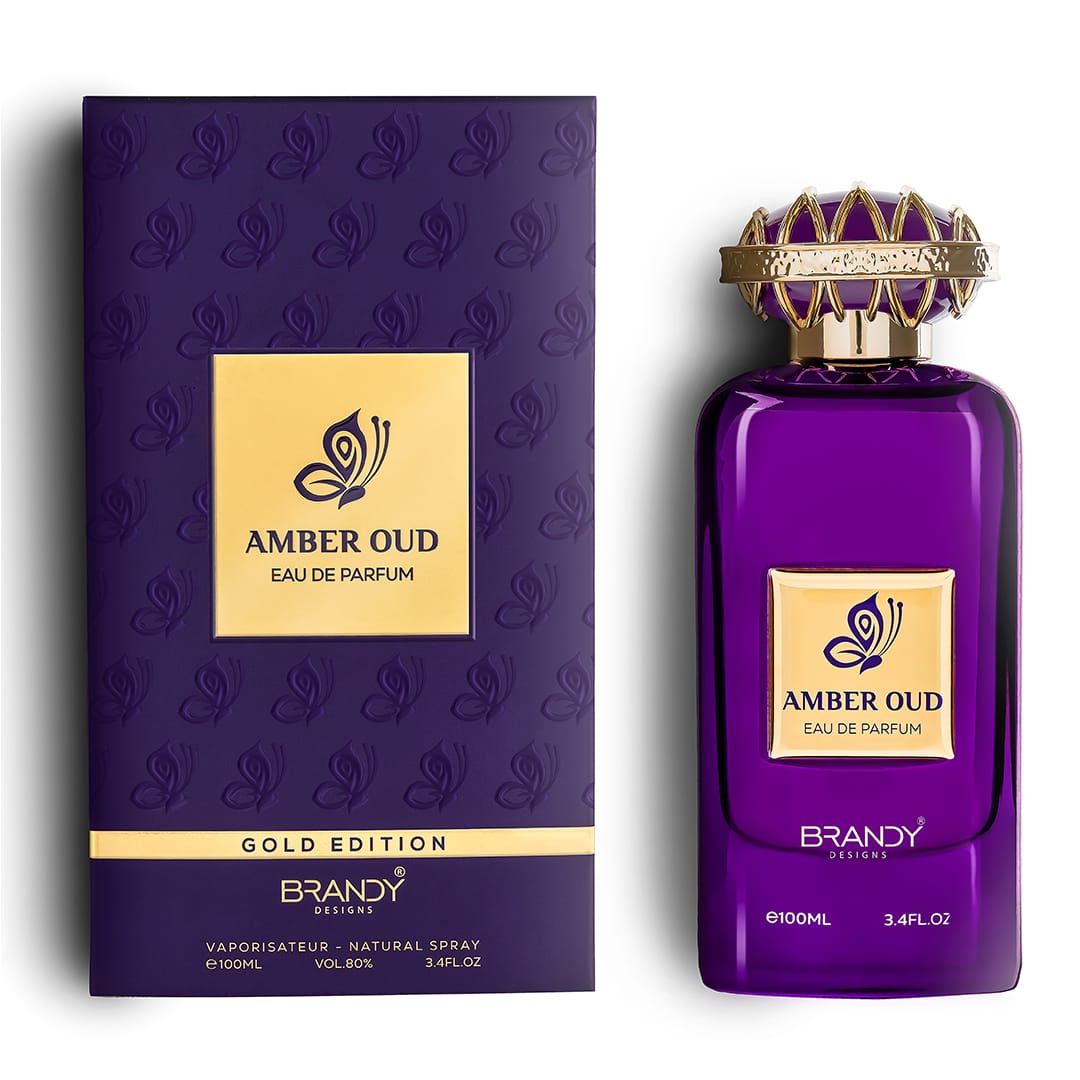 AMBER OUD
EAU DE PARFUM
GOLD EDITION
BRANDY®
DESIGNS
VAPORISATEUR - NATURAL SPRAY
℮100ML VOL.80% 3.4FL.OZ
AMBER OUD
EAU DE PARFUM
BRANDY®
DESIGNS
℮100ML 3.4FL.OZ